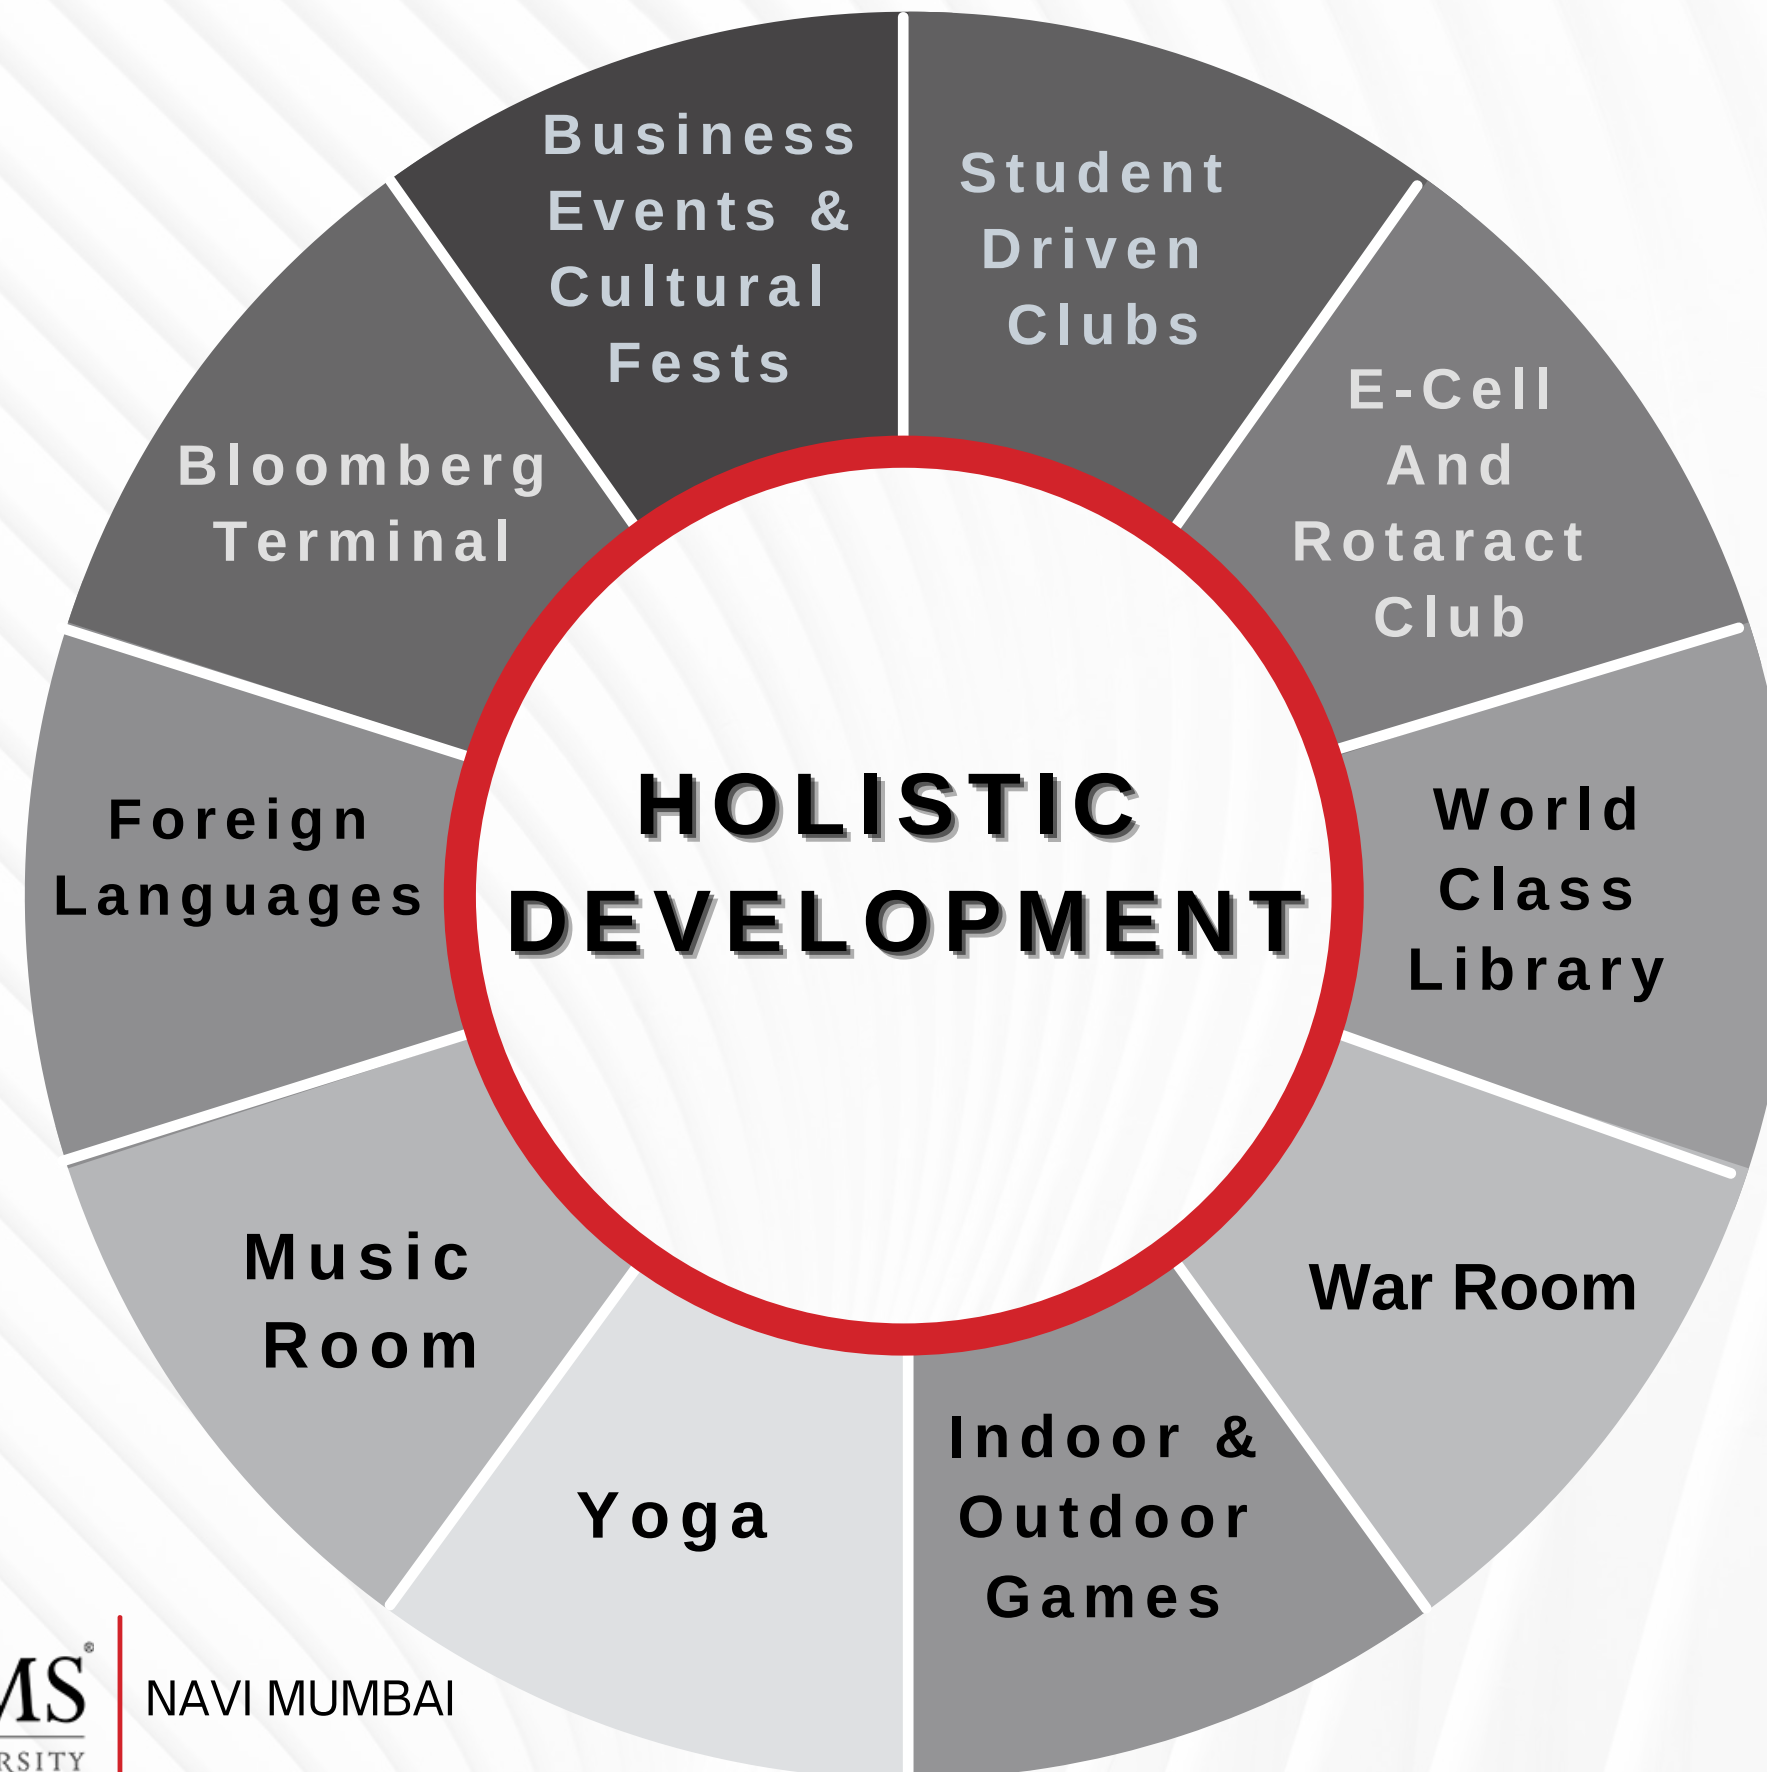 Business
Events &
Cultural
Fests
Student
Driven
Clubs
E-Cell
And
Rotaract
Club
World
Class
Library
War Room
Indoor &
Outdoor
Games
Yoga
Music
Room
Foreign
Languages
Bloomberg
Terminal
HOLISTIC
DEVELOPMENT
NAVI MUMBAI